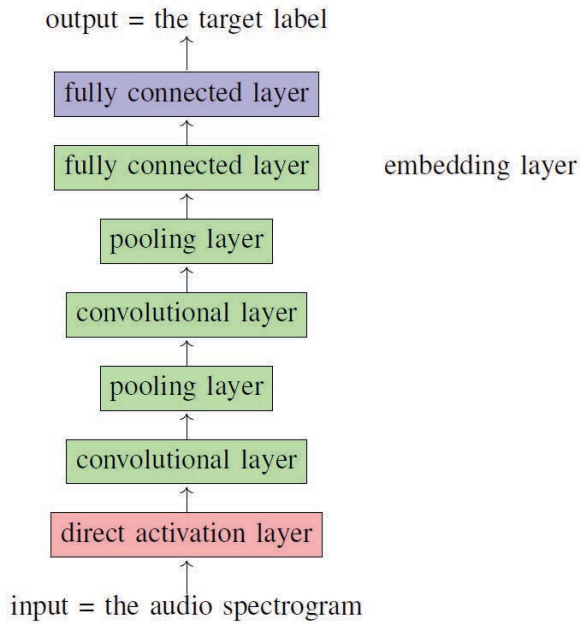 output = the target label
fully connected layer
fully connected layer embedding layer
pooling layer
convolutional layer
pooling layer
convolutional layer
direct activation layer
input = the audio spectrogram